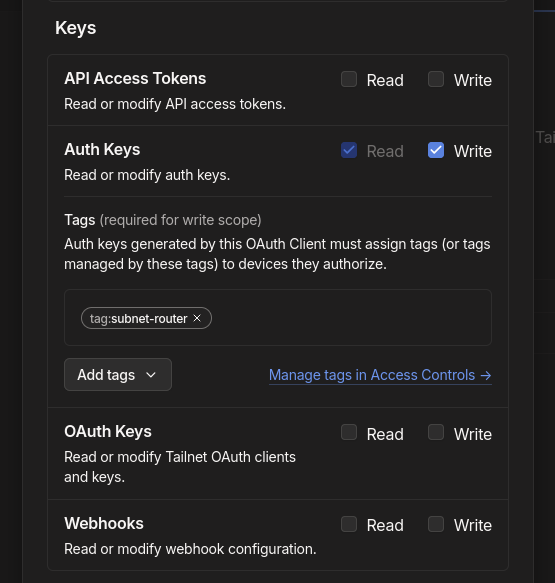 Keys
API Access Tokens
Read
Write
Read or modify API access tokens.
Auth Keys
Read
Write
Read or modify auth keys.
Tags (required for write scope)
Auth keys generated by this OAuth Client must assign tags (or tags
managed by these tags) to devices they authorize.
tag:subnet-router ×
Add tags
Manage tags in Access Controls →
OAuth Keys
Read
Write
Read or modify Tailnet OAuth clients
and keys.
Webhooks
Read
Write
Read or modify webhook configuration.